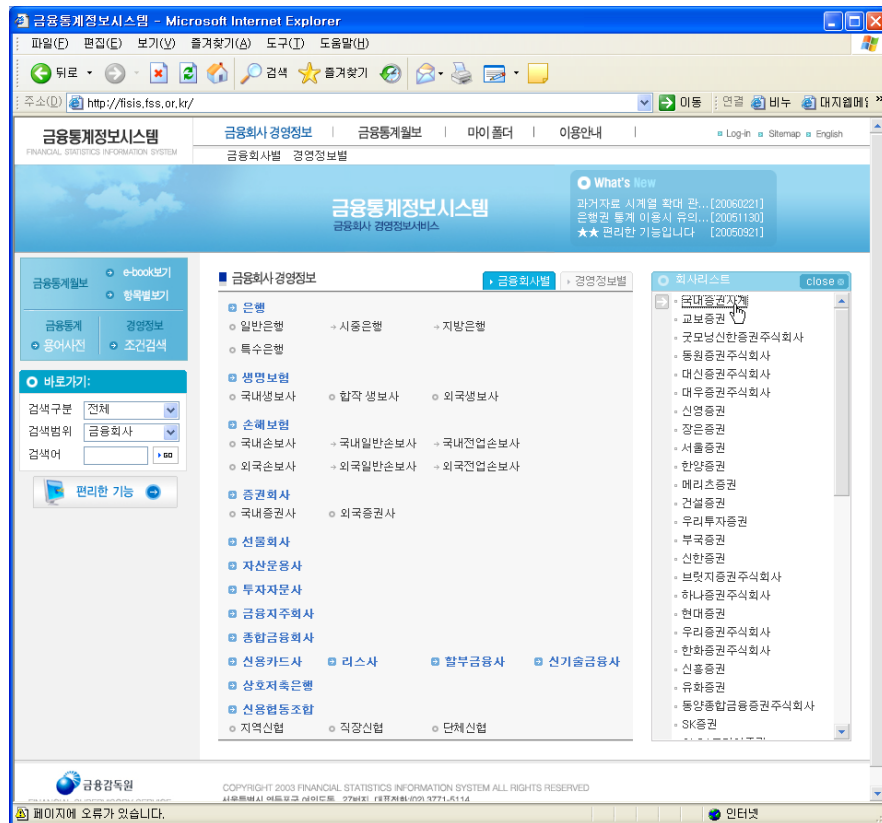 금융통계정보시스템 - Microsoft Internet Explorer
파일(F) 편집(E) 보기(V) 즐겨찾기(A) 도구(T) 도움말(H)
뒤로 검색 즐겨찾기
주소(D) http://fisis.fss.or.kr/ 이동 연결 비누 대지웹메일 »
금융통계정보시스템 금융회사 경영정보 | 금융통계월보 | 마이 폴더 | 이용안내 | Log-in Sitemap English
FINANCIAL STATISTICS INFORMATION SYSTEM
금융회사별 경영정보별
What's New
금융통계정보시스템
금융회사 경영정보서비스
과거자료 시계열 확대 관...[20060221]
은행권 통계 이용시 유의...[20051130]
★★ 편리한 기능입니다 [20050921]
금융통계월보 e-book보기
항목별보기
금융통계 경영정보
용어사전 조건검색
바로가기:
검색구분 전체
검색범위 금융회사
검색어 GO
편리한 기능
금융회사 경영정보 금융회사별 경영정보별
은행
일반은행 시중은행 지방은행
특수은행
생명보험
국내생보사 합작 생보사 외국생보사
손해보험
국내손보사 국내일반손보사 국내전업손보사
외국손보사 외국일반손보사 외국전업손보사
증권회사
국내증권사 외국증권사
선물회사
자산운용사
투자자문사
금융지주회사
종합금융회사
신용카드사 리스사 할부금융사 신기술금융사
상호저축은행
신용협동조합
지역신협 직장신협 단체신협
회사리스트 close
국내증권사계
교보증권
굿모닝신한증권주식회사
동원증권주식회사
대신증권주식회사
대우증권주식회사
신영증권
장은증권
서울증권
한양증권
메리츠증권
건설증권
우리투자증권
부국증권
신한증권
브릿지증권주식회사
하나증권주식회사
현대증권
우리증권주식회사
한화증권주식회사
신흥증권
유화증권
동양종합금융증권주식회사
SK증권
금융감독원
COPYRIGHT 2003 FINANCIAL STATISTICS INFORMATION SYSTEM ALL RIGHTS RESERVED
페이지에 오류가 있습니다. 인터넷